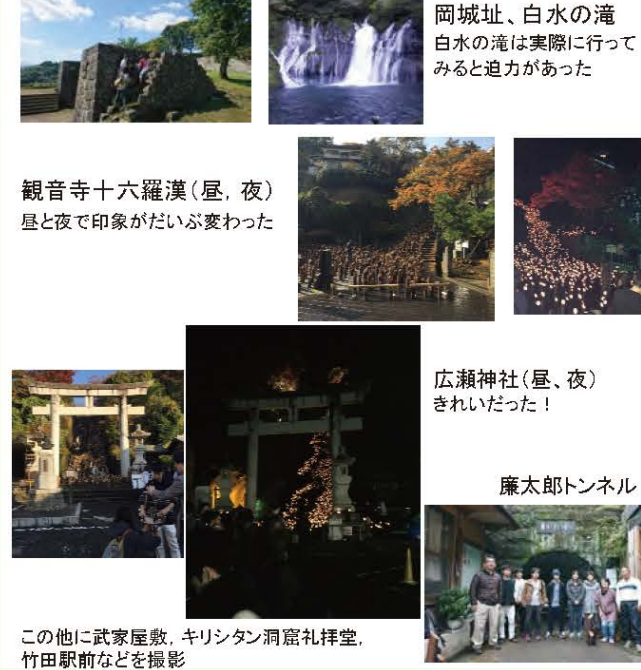 岡城址、白水の滝
白水の滝は実際に行って
みると迫力があった
観音寺十六羅漢（昼, 夜）
昼と夜で印象がだいぶ変わった
広瀬神社（昼、夜）
きれいだった！
廉太郎トンネル
この他に武家屋敷, キリシタン洞窟礼拝堂,
竹田駅前などを撮影